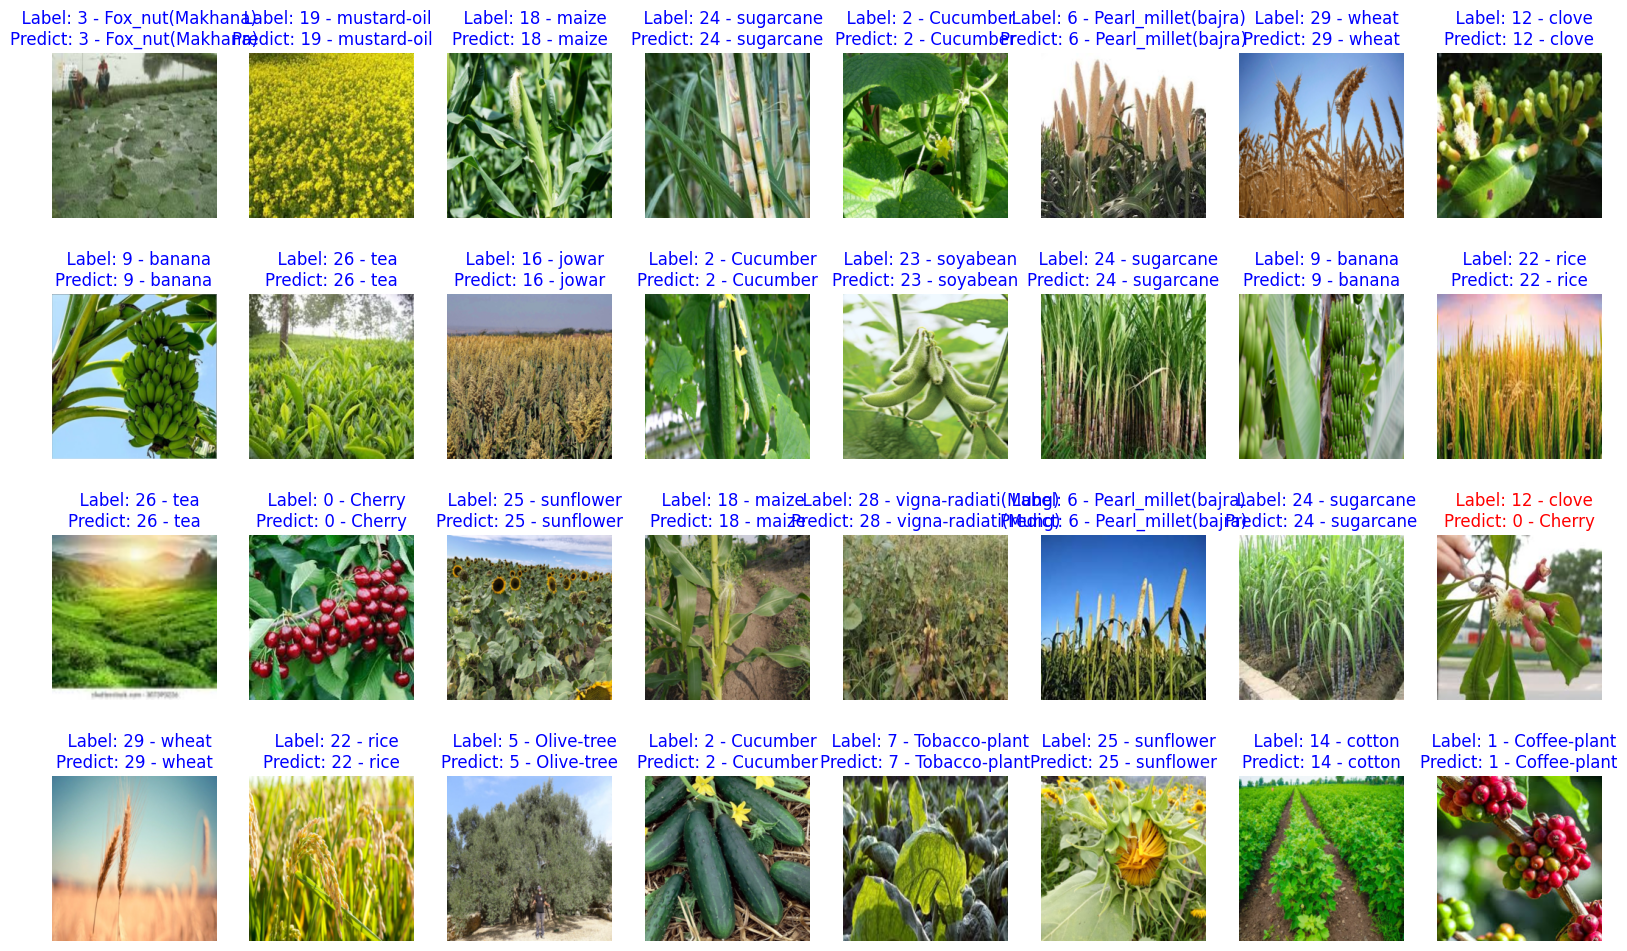 Label: 3 - Fox_nut(Makhana)
Predict: 3 - Fox_nut(Makhana)
Label: 19 - mustard-oil
Predict: 19 - mustard-oil
Label: 18 - maize
Predict: 18 - maize
Label: 24 - sugarcane
Predict: 24 - sugarcane
Label: 2 - Cucumber
Predict: 2 - Cucumber
Label: 6 - Pearl_millet(bajra)
Predict: 6 - Pearl_millet(bajra)
Label: 29 - wheat
Predict: 29 - wheat
Label: 12 - clove
Predict: 12 - clove
Label: 9 - banana
Predict: 9 - banana
Label: 26 - tea
Predict: 26 - tea
Label: 16 - jowar
Predict: 16 - jowar
Label: 2 - Cucumber
Predict: 2 - Cucumber
Label: 23 - soyabean
Predict: 23 - soyabean
Label: 24 - sugarcane
Predict: 24 - sugarcane
Label: 9 - banana
Predict: 9 - banana
Label: 22 - rice
Predict: 22 - rice
Label: 26 - tea
Predict: 26 - tea
Label: 0 - Cherry
Predict: 0 - Cherry
Label: 25 - sunflower
Predict: 25 - sunflower
Label: 18 - maize
Predict: 18 - maize
Label: 28 - vigna-radiati(Mung)
Predict: 28 - vigna-radiati(Mung)
Label: 6 - Pearl_millet(bajra)
Predict: 6 - Pearl_millet(bajra)
Label: 24 - sugarcane
Predict: 24 - sugarcane
Label: 12 - clove
Predict: 0 - Cherry
Label: 29 - wheat
Predict: 29 - wheat
Label: 22 - rice
Predict: 22 - rice
Label: 5 - Olive-tree
Predict: 5 - Olive-tree
Label: 2 - Cucumber
Predict: 2 - Cucumber
Label: 7 - Tobacco-plant
Predict: 7 - Tobacco-plant
Label: 25 - sunflower
Predict: 25 - sunflower
Label: 14 - cotton
Predict: 14 - cotton
Label: 1 - Coffee-plant
Predict: 1 - Coffee-plant